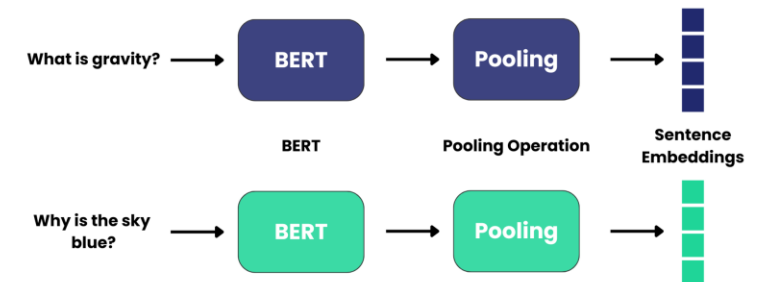 What is gravity?
BERT
Pooling
BERT
Pooling Operation
Sentence
Embeddings
Why is the sky
blue?
BERT
Pooling